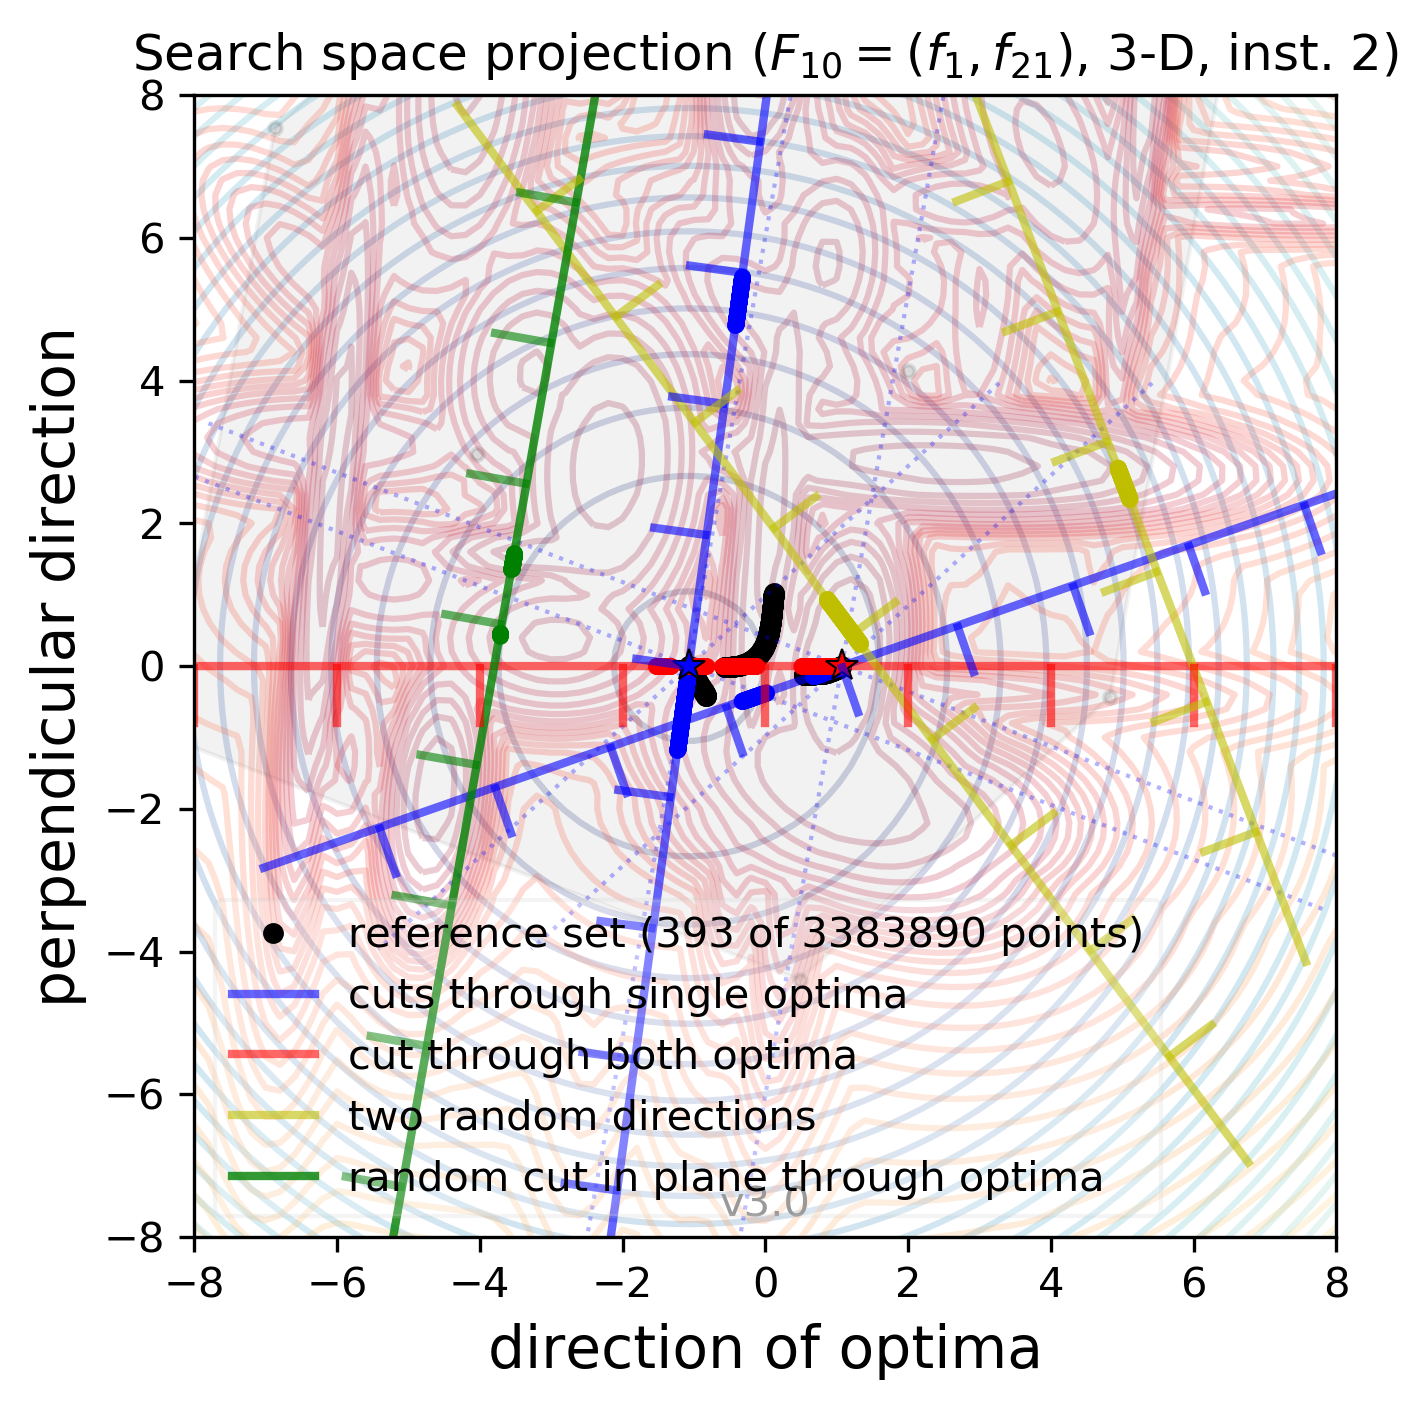 Search space projection (F₁₀ = (f₁, f₂₁), 3-D, inst. 2)
8
6
4
2
0
−2
−4
−6
−8
perpendicular direction
reference set (393 of 3383890 points)
cuts through single optima
cut through both optima
two random directions
random cut in plane through optima
v3.0
−8 −6 −4 −2 0 2 4 6 8
direction of optima